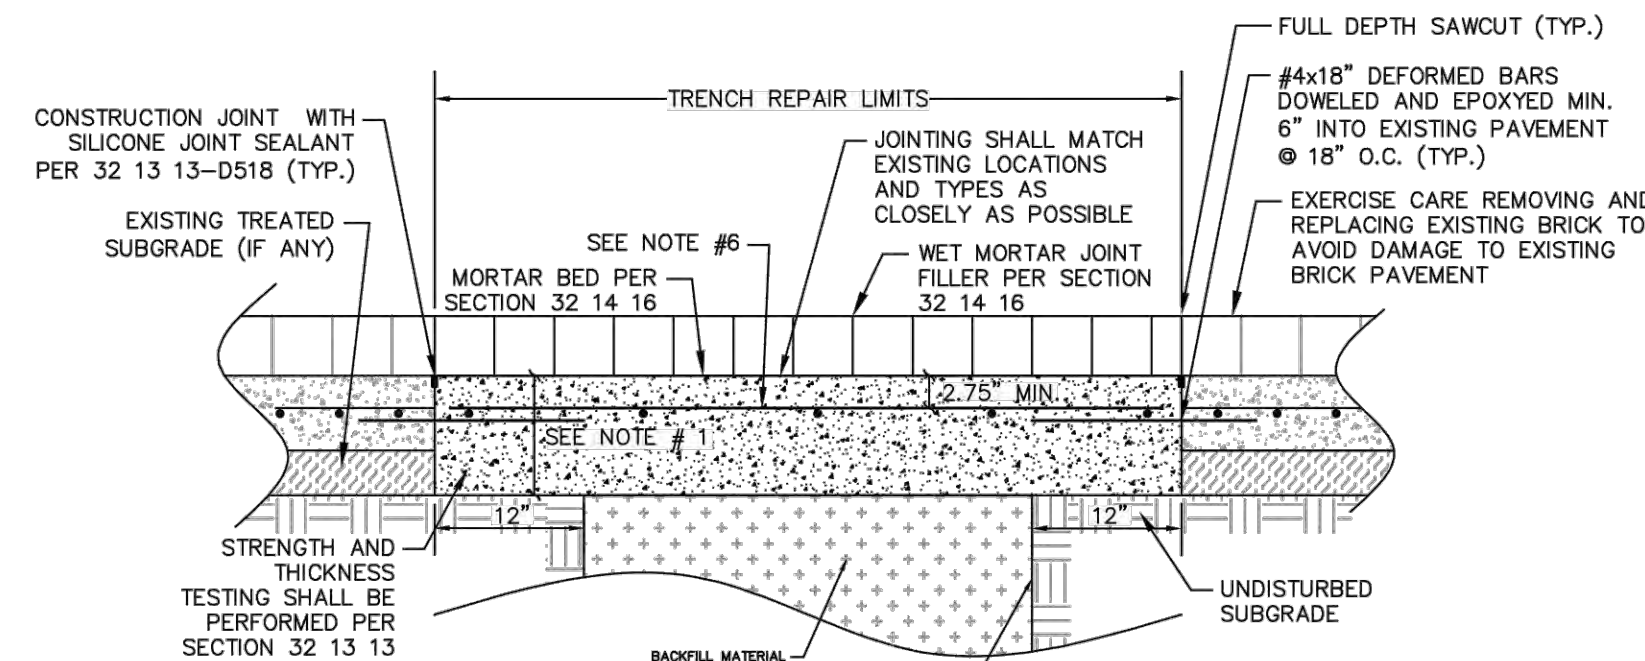 FULL DEPTH SAWCUT (TYP.)
#4x18" DEFORMED BARS
DOWELED AND EPOXYED MIN.
6" INTO EXISTING PAVEMENT
@ 18" O.C. (TYP.)
TRENCH REPAIR LIMITS
CONSTRUCTION JOINT WITH
SILICONE JOINT SEALANT
PER 32 13 13-D518 (TYP.)
JOINTING SHALL MATCH
EXISTING LOCATIONS
AND TYPES AS
CLOSELY AS POSSIBLE
EXERCISE CARE REMOVING AND
REPLACING EXISTING BRICK TO
AVOID DAMAGE TO EXISTING
BRICK PAVEMENT
EXISTING TREATED
SUBGRADE (IF ANY)
SEE NOTE #6
MORTAR BED PER
SECTION 32 14 16
WET MORTAR JOINT
FILLER PER SECTION
32 14 16
2.75" MIN
SEE NOTE # 1
12"
12"
STRENGTH AND
THICKNESS
TESTING SHALL BE
PERFORMED PER
SECTION 32 13 13
UNDISTURBED
SUBGRADE
BACKFILL MATERIAL